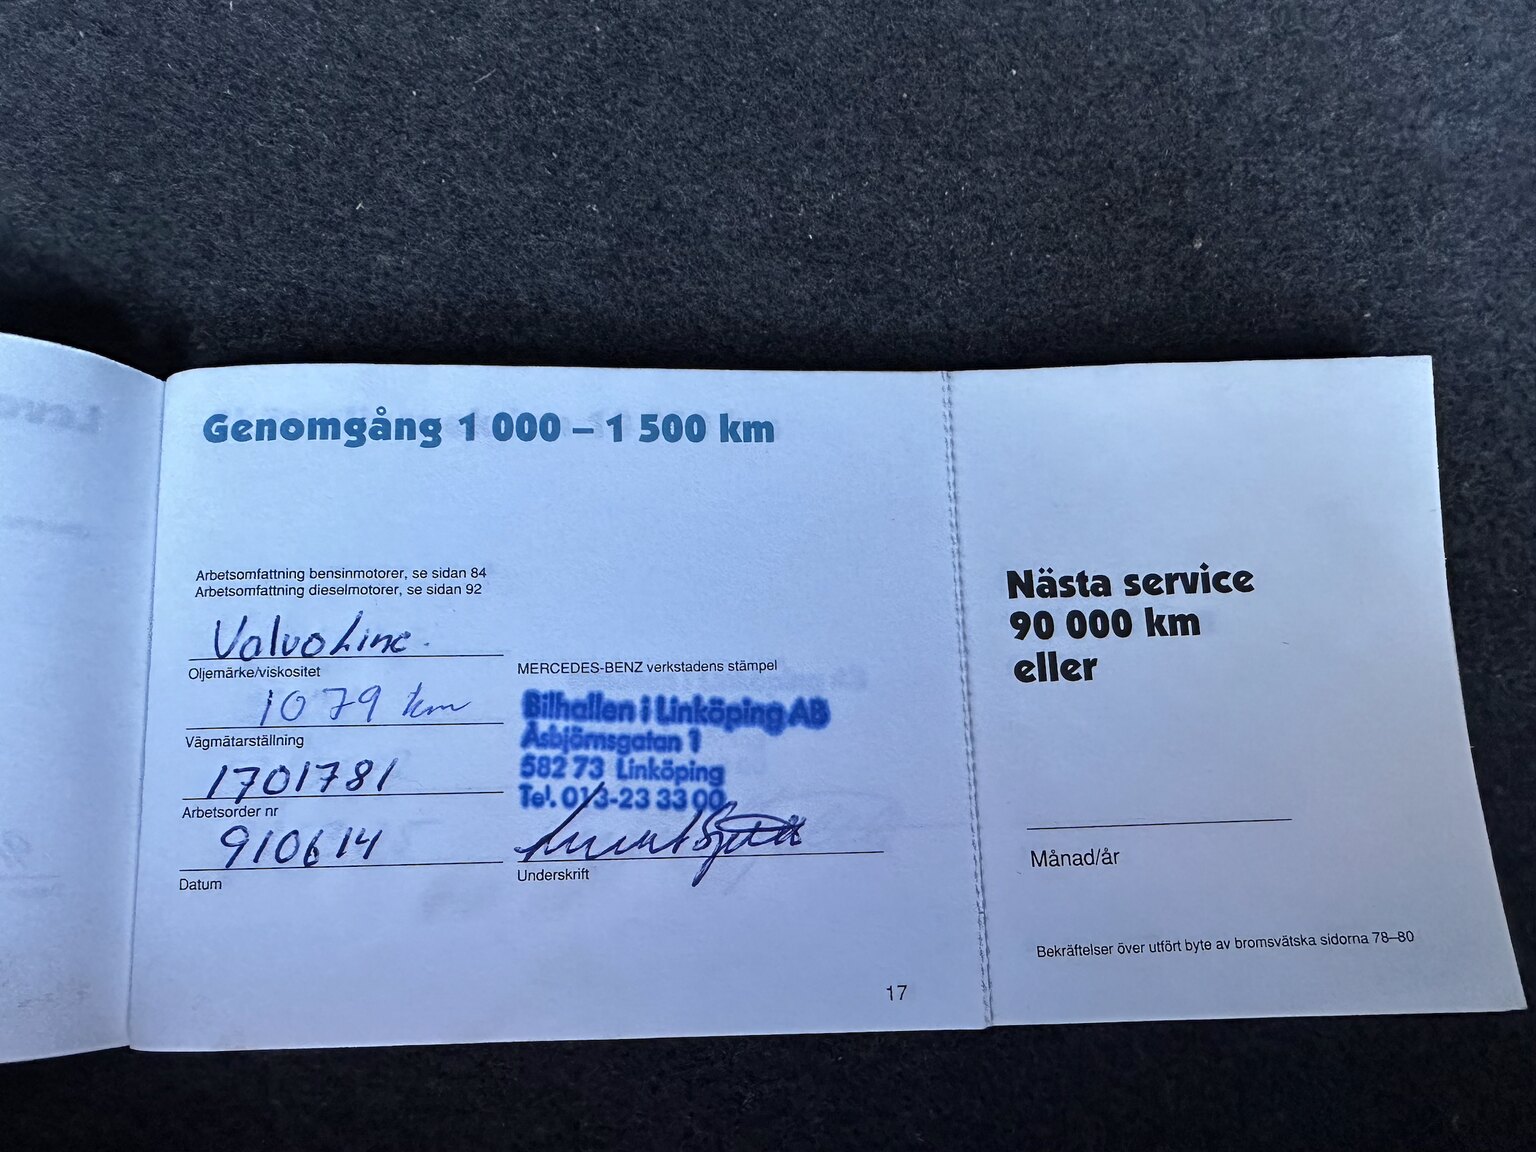 Genomgång 1 000 – 1 500 km
Arbetsomfattning bensinmotorer, se sidan 84
Arbetsomfattning dieselmotorer, se sidan 92
Valvoline.
Oljemärke/viskositet
1079 km
Vägmätarställning
1701781
Arbetsorder nr
910614
Datum
MERCEDES-BENZ verkstadens stämpel
Bilhallen i Linköping AB
Åsbjörnsgatan 1
582 73 Linköping
Tel. 013-23 33 00
Underskrift
17
Nästa service
90 000 km
eller
Månad/år
Bekräftelser över utfört byte av bromsvätska sidorna 78–80